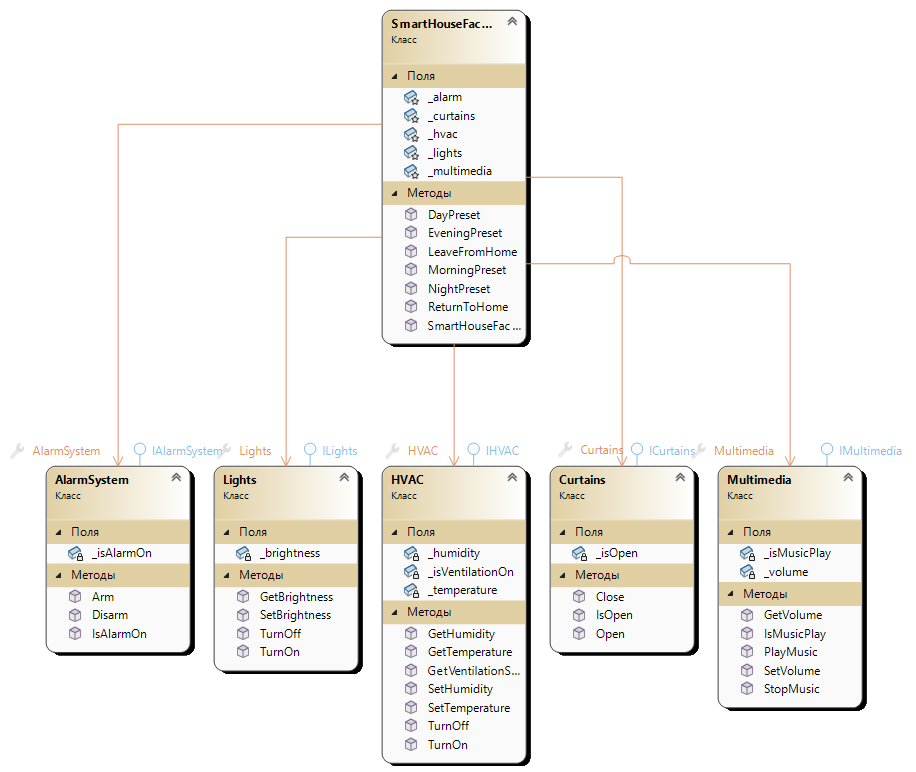 SmartHouseFac...
Класс
Поля
_alarm
_curtains
_hvac
_lights
_multimedia
Методы
DayPreset
EveningPreset
LeaveFromHome
MorningPreset
NightPreset
ReturnToHome
SmartHouseFac...
AlarmSystem
IAlarmSystem
AlarmSystem
Класс
Поля
_isAlarmOn
Методы
Arm
Disarm
IsAlarmOn
Lights
ILights
Lights
Класс
Поля
_brightness
Методы
GetBrightness
SetBrightness
TurnOff
TurnOn
HVAC
IHVAC
HVAC
Класс
Поля
_humidity
_isVentilationOn
_temperature
Методы
GetHumidity
GetTemperature
GetVentilationS...
SetHumidity
SetTemperature
TurnOff
TurnOn
Curtains
ICurtains
Curtains
Класс
Поля
_isOpen
Методы
Close
IsOpen
Open
Multimedia
IMultimedia
Multimedia
Класс
Поля
_isMusicPlay
_volume
Методы
GetVolume
IsMusicPlay
PlayMusic
SetVolume
StopMusic